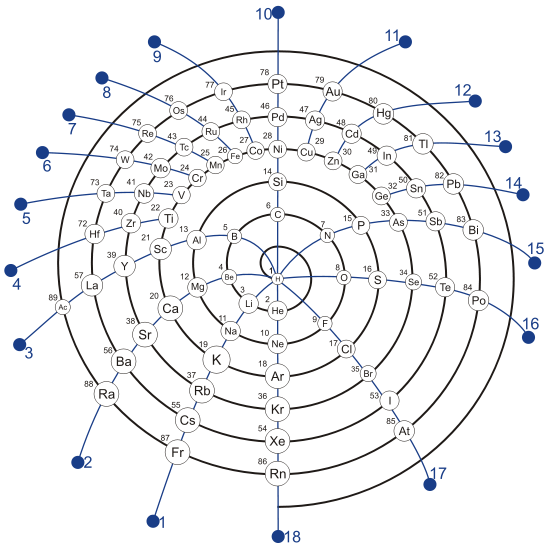 10
11
9
12
8
7
13
6
14
5
15
4
16
3
2
17
1
18
78 Pt
79 Au
77 Ir
80 Hg
76 Os
75 Re
81 Tl
74 W
82 Pb
73 Ta
83 Bi
72 Hf
57 La
84 Po
89 Ac
56 Ba
88 Ra
55 Cs
87 Fr
85 At
86 Rn
46 Pd
47 Ag
45 Rh
48 Cd
44 Ru
43 Tc
49 In
42 Mo
50 Sn
41 Nb
51 Sb
40 Zr
39 Y
52 Te
38 Sr
53 I
37 Rb
54 Xe
28 Ni
29 Cu
27 Co
30 Zn
26 Fe
25 Mn
31 Ga
24 Cr
32 Ge
23 V
33 As
22 Ti
21 Sc
34 Se
20 Ca
35 Br
19 K
36 Kr
14 Si
15 P
13 Al
16 S
12 Mg
17 Cl
11 Na
18 Ar
6 C
7 N
5 B
8 O
4 Be
9 F
3 Li
10 Ne
1 H
2 He